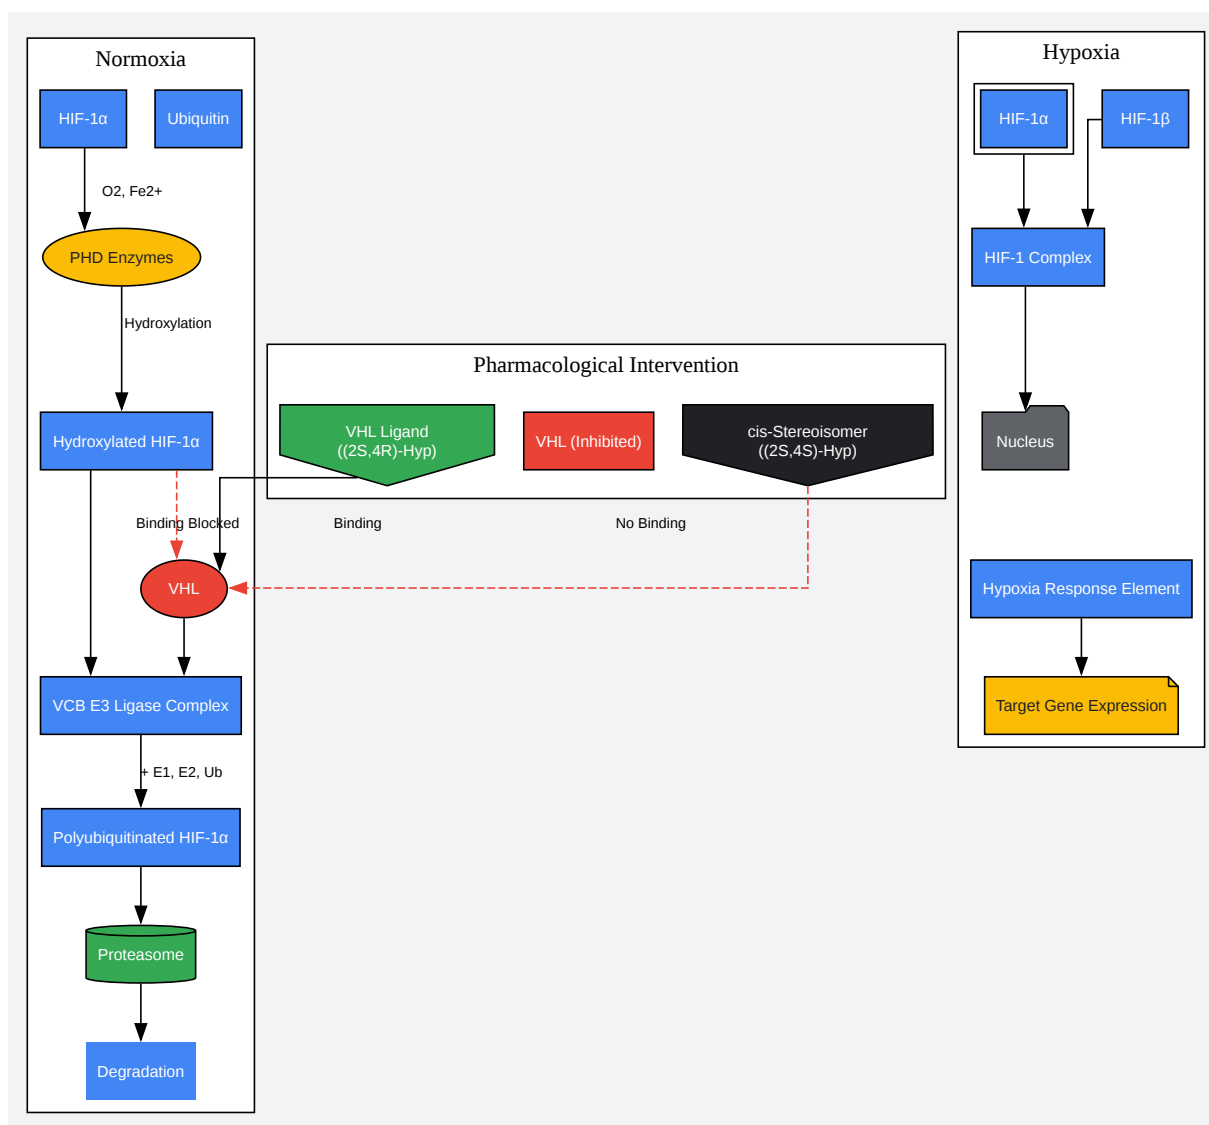 Normoxia
HIF-1α
Ubiquitin
O2, Fe2+
PHD Enzymes
Hydroxylation
Hydroxylated HIF-1α
Binding Blocked
VHL
VCB E3 Ligase Complex
+ E1, E2, Ub
Polyubiquitinated HIF-1α
Proteasome
Degradation
Pharmacological Intervention
VHL Ligand
((2S,4R)-Hyp)
VHL (Inhibited)
cis-Stereoisomer
((2S,4S)-Hyp)
Binding
No Binding
Hypoxia
HIF-1α
HIF-1β
HIF-1 Complex
Nucleus
Hypoxia Response Element
Target Gene Expression